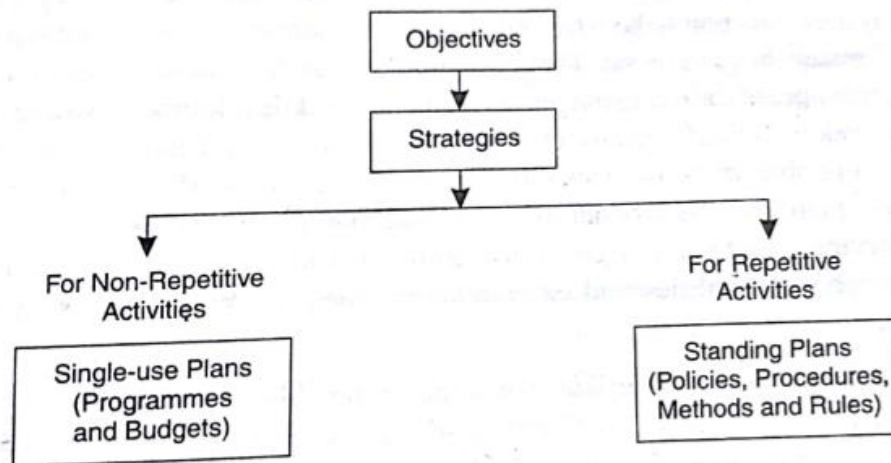 Objectives
Strategies
For Non-Repetitive
Activities
Single-use Plans
(Programmes
and Budgets)
For Repetitive
Activities
Standing Plans
(Policies, Procedures,
Methods and Rules)